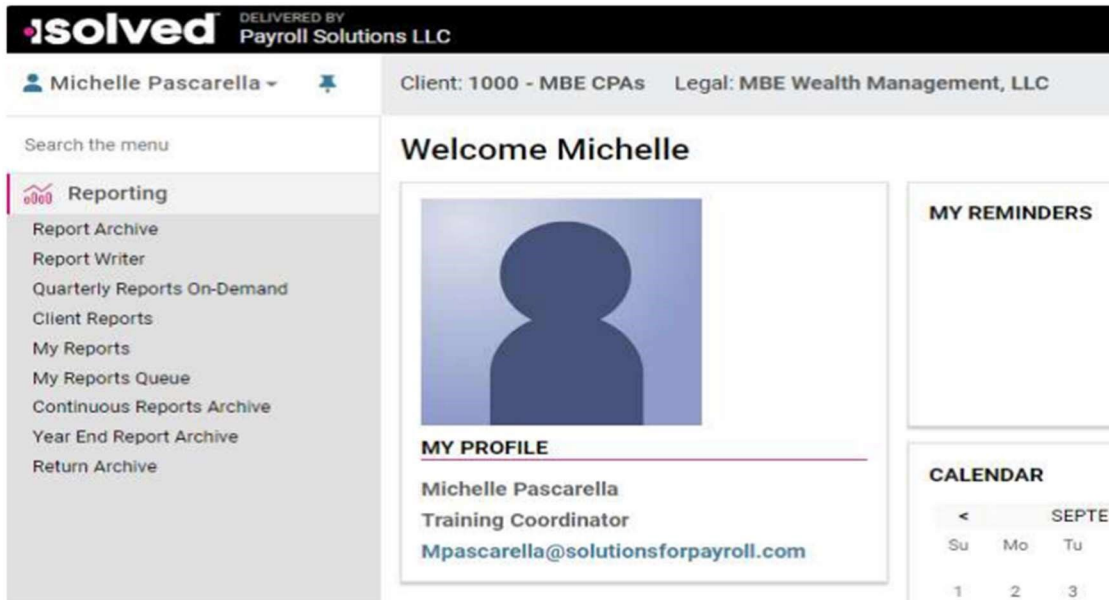 isolved DELIVERED BY
Payroll Solutions LLC
Michelle Pascarella
Client: 1000 - MBE CPAs Legal: MBE Wealth Management, LLC
Search the menu
Reporting
Report Archive
Report Writer
Quarterly Reports On-Demand
Client Reports
My Reports
My Reports Queue
Continuous Reports Archive
Year End Report Archive
Return Archive
Welcome Michelle
MY PROFILE
Michelle Pascarella
Training Coordinator
Mpascarella@solutionsforpayroll.com
MY REMINDERS
CALENDAR
< SEPTE
Su Mo Tu
1 2 3